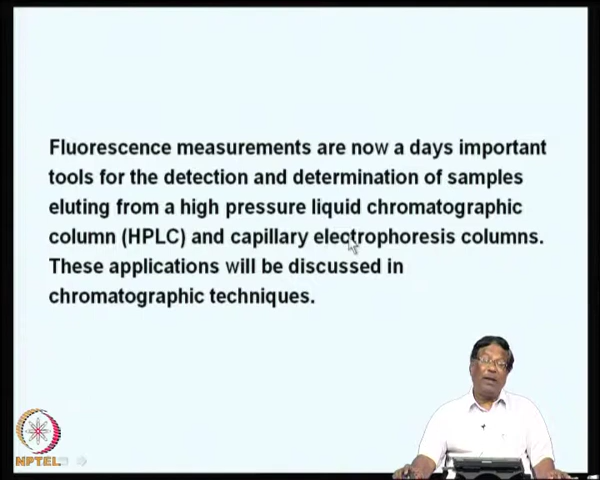 Fluorescence measurements are now a days important
tools for the detection and determination of samples
eluting from a high pressure liquid chromatographic
column (HPLC) and capillary electrophoresis columns.
These applications will be discussed in
chromatographic techniques.
NPTEL